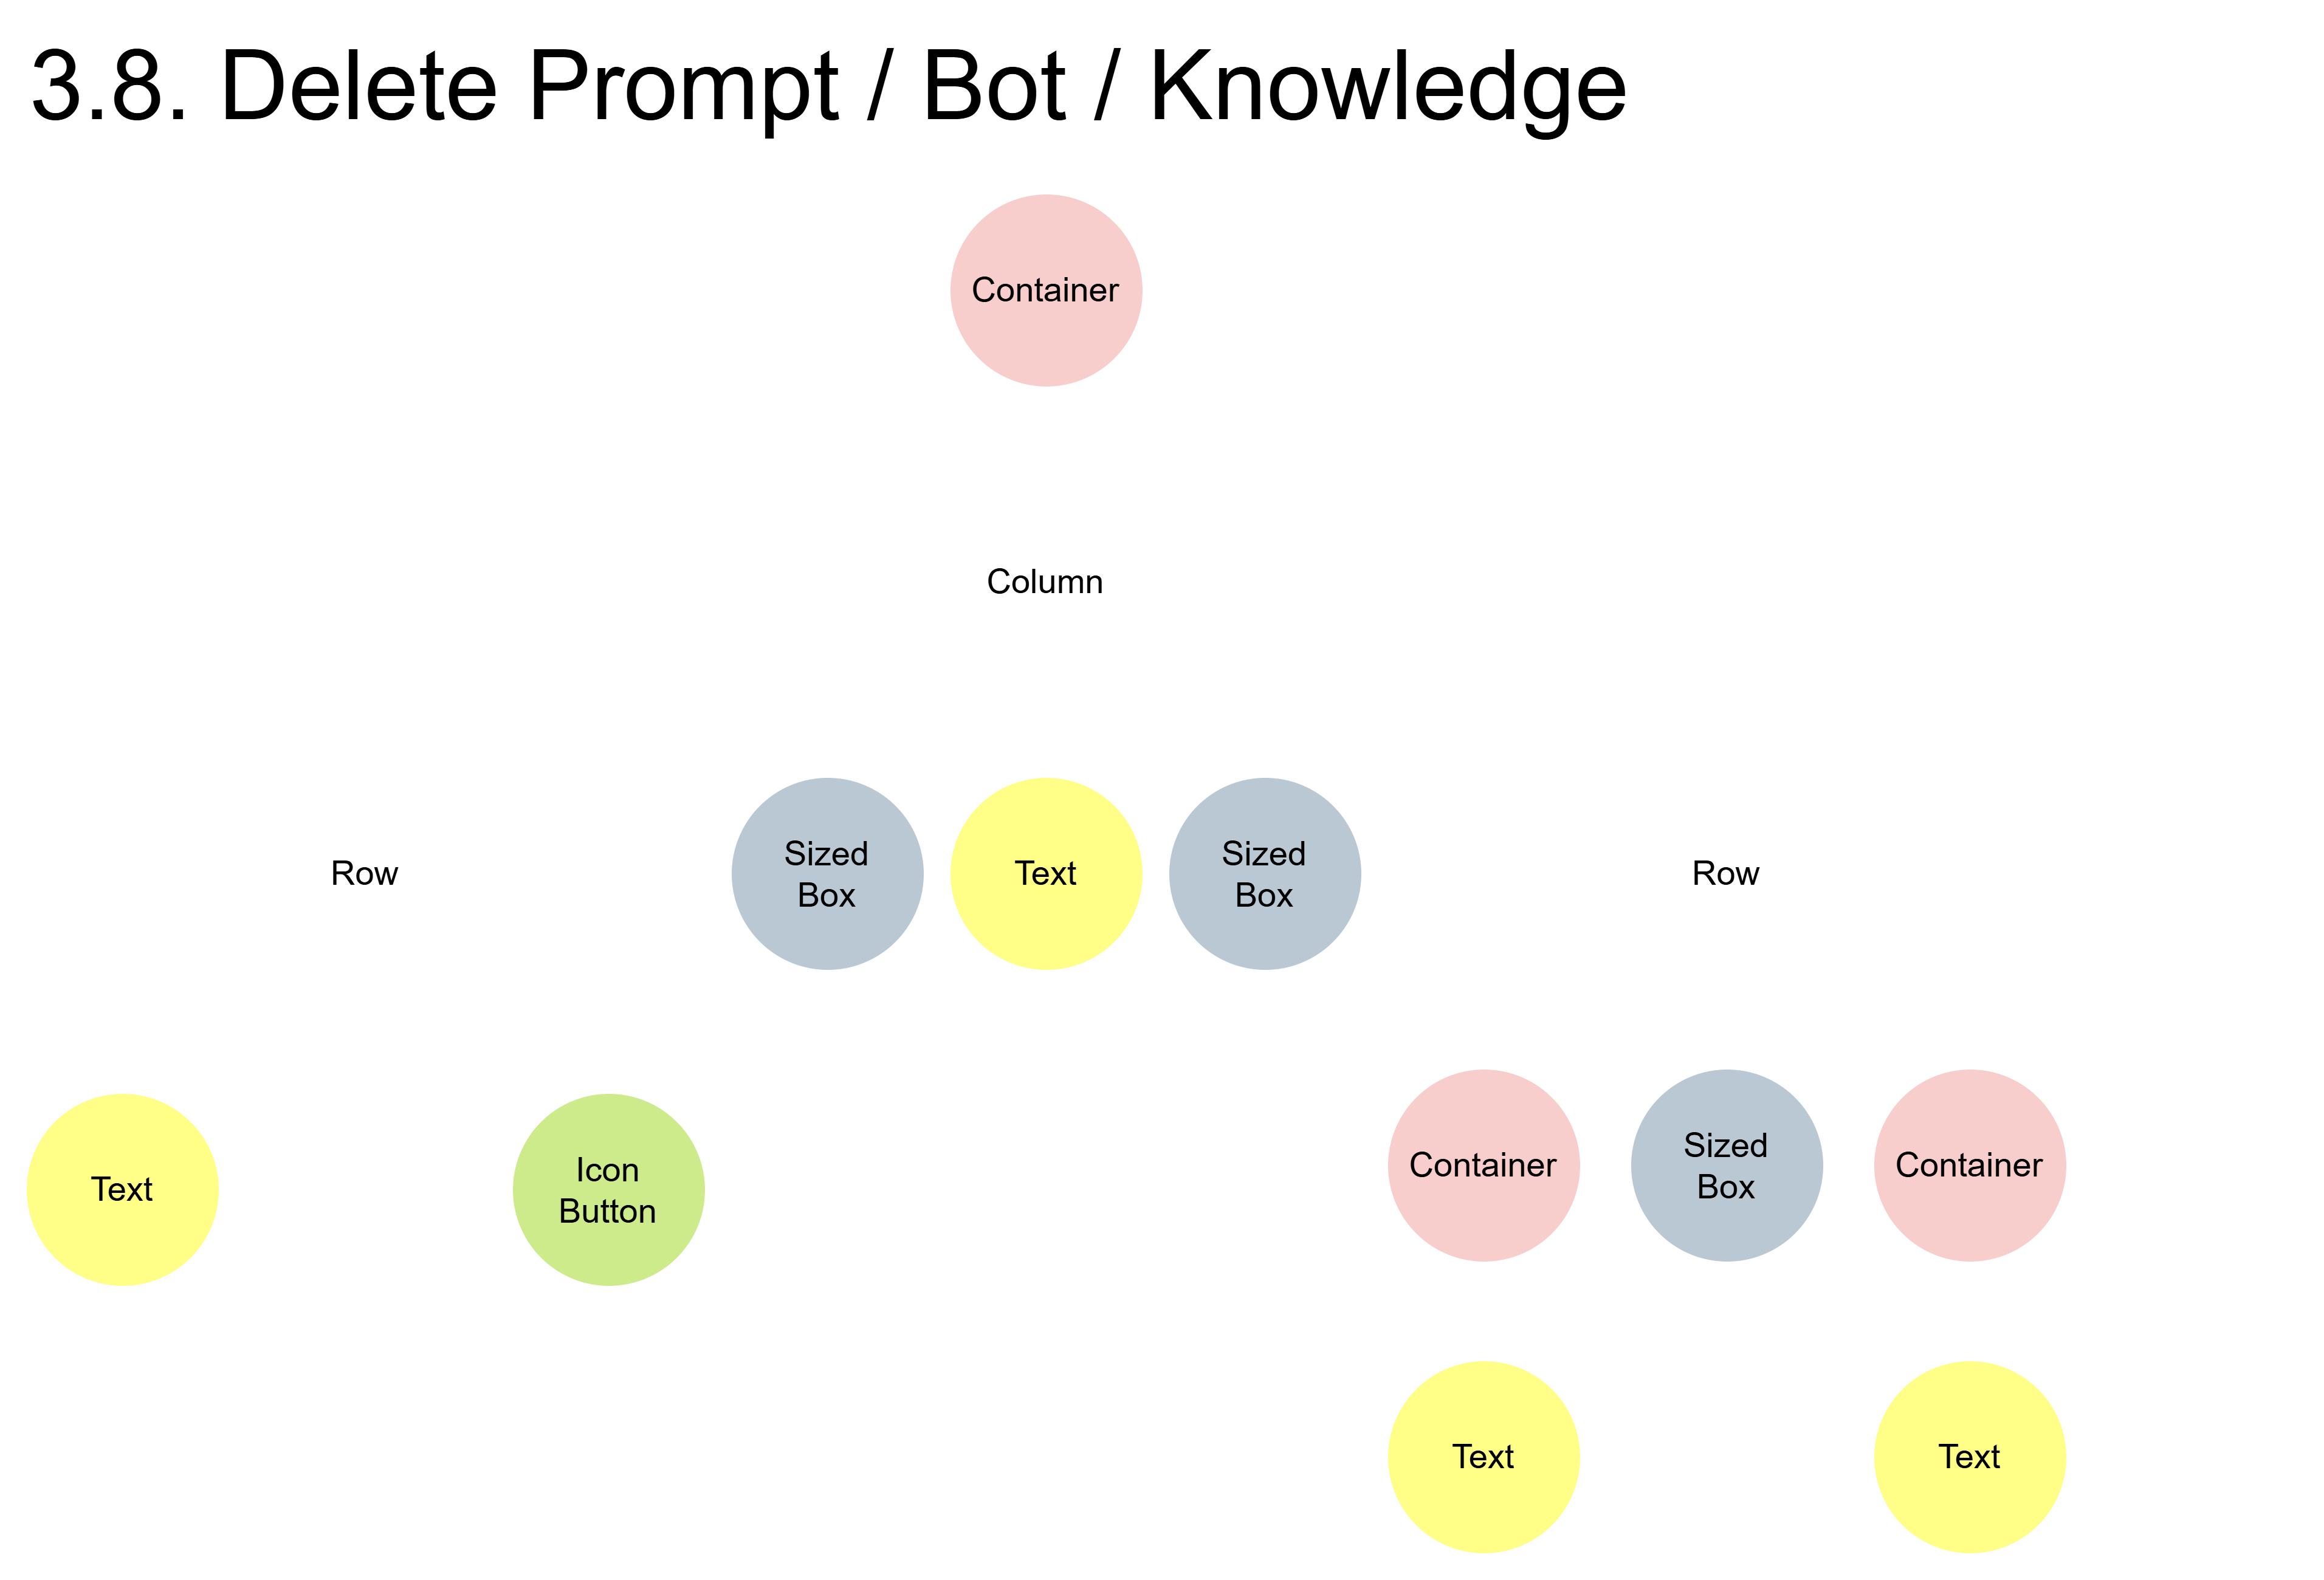 3.8. Delete Prompt / Bot / Knowledge
Container
Column
Row
Sized
Box
Text
Sized
Box
Row
Text
Icon
Button
Container
Sized
Box
Container
Text
Text